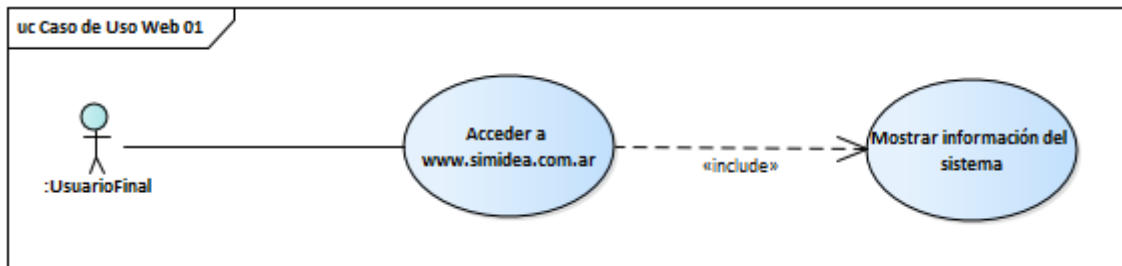 uc Caso de Uso Web 01
:UsuarioFinal
Acceder a
www.simidea.com.ar
«include»
Mostrar información del
sistema